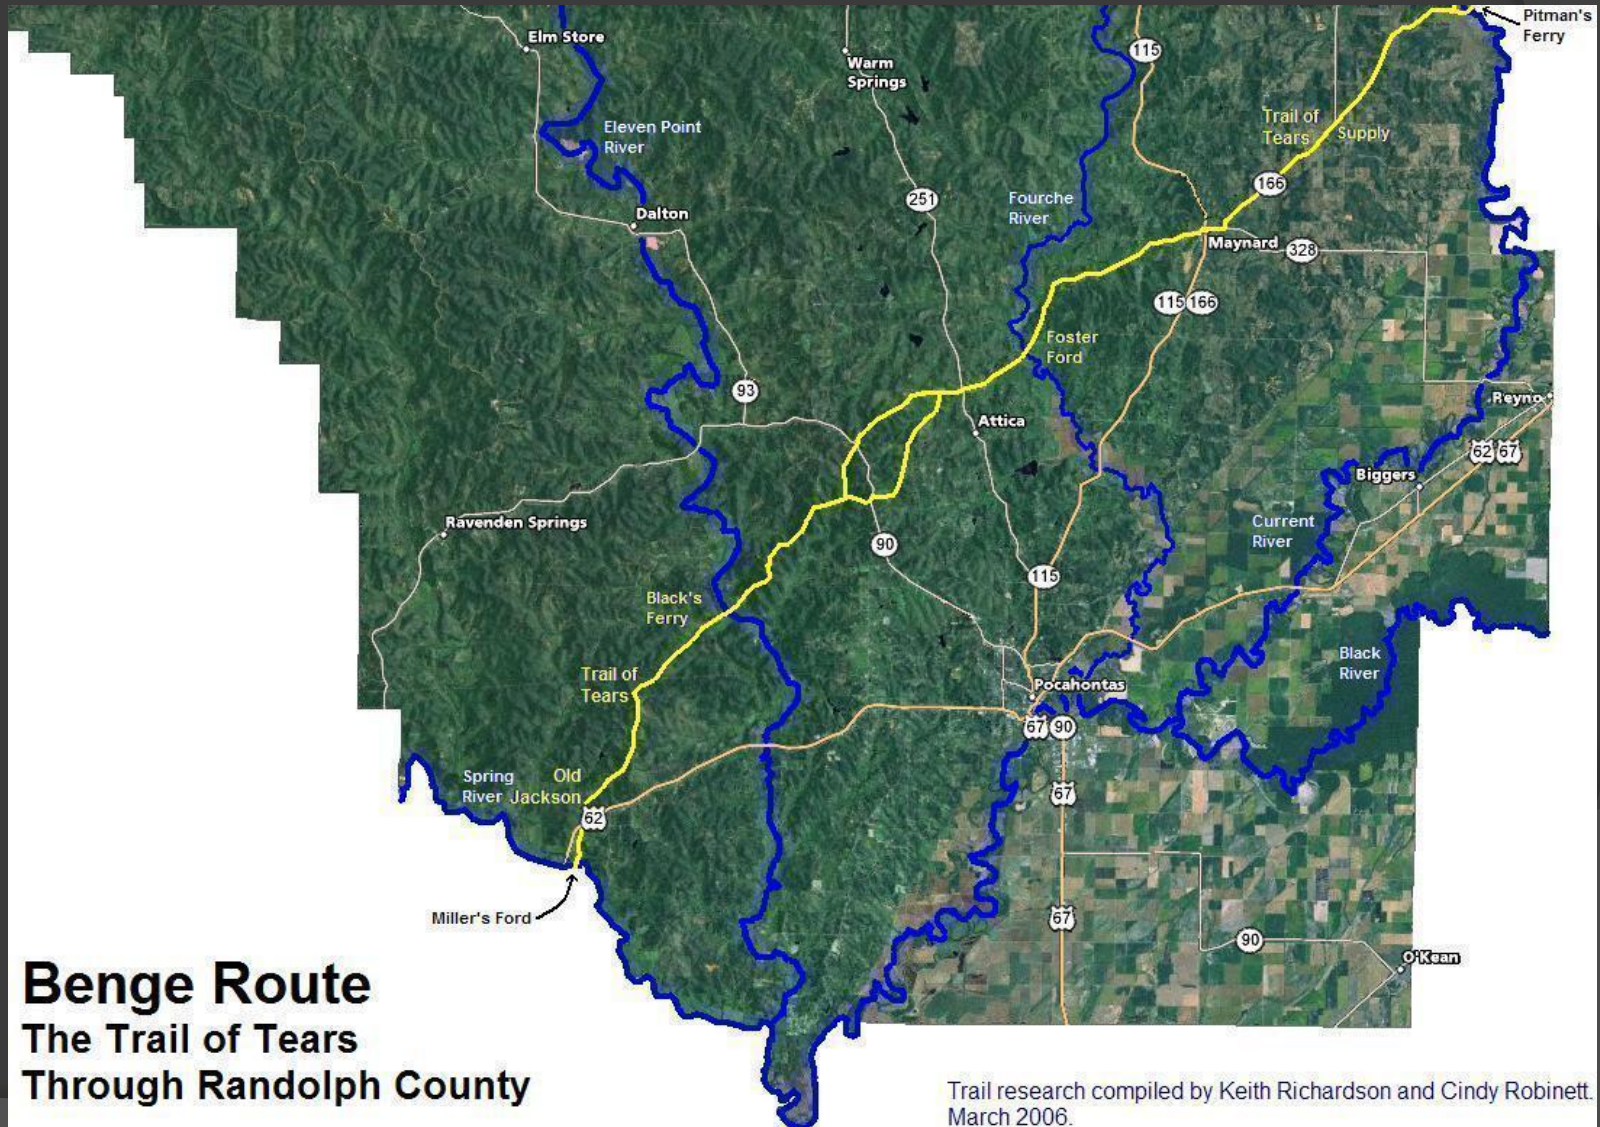 Pitman's
Ferry
Elm Store
115
Warm
Springs
Trail of
Tears
Supply
Eleven Point
River
166
251
Fourche
River
Dalton
Maynard
328
115
166
Foster
Ford
93
Reyno
Attica
62
67
Biggers
Ravenden Springs
Current
River
90
115
Black's
Ferry
Black
River
Trail of
Tears
Pocahontas
67
90
Spring
River
Old
Jackson
67
62
Miller's Ford
67
90
O'Kean
Benge Route
The Trail of Tears
Through Randolph County
Trail research compiled by Keith Richardson and Cindy Robinett.
March 2006.